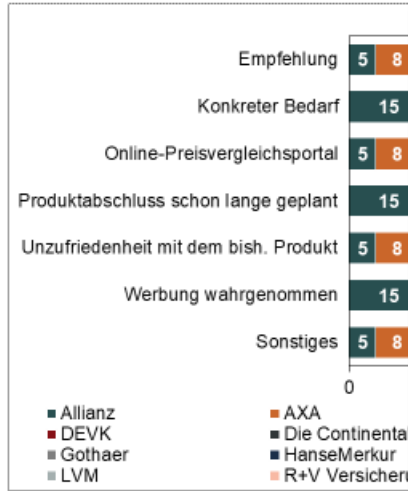 Empfehlung 5 8
Konkreter Bedarf 15
Online-Preisvergleichsportal 5 8
Produktabschluss schon lange geplant 15
Unzufriedenheit mit dem bish. Produkt 5 8
Werbung wahrgenommen 15
Sonstiges 5 8
0
Allianz AXA
DEVK Die Continental
Gothaer HanseMerkur
LVM R+V Versicheru